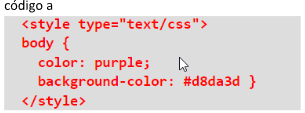 código a
<style type="text/css">
body {
color: purple;
background-color: #d8da3d }
</style>